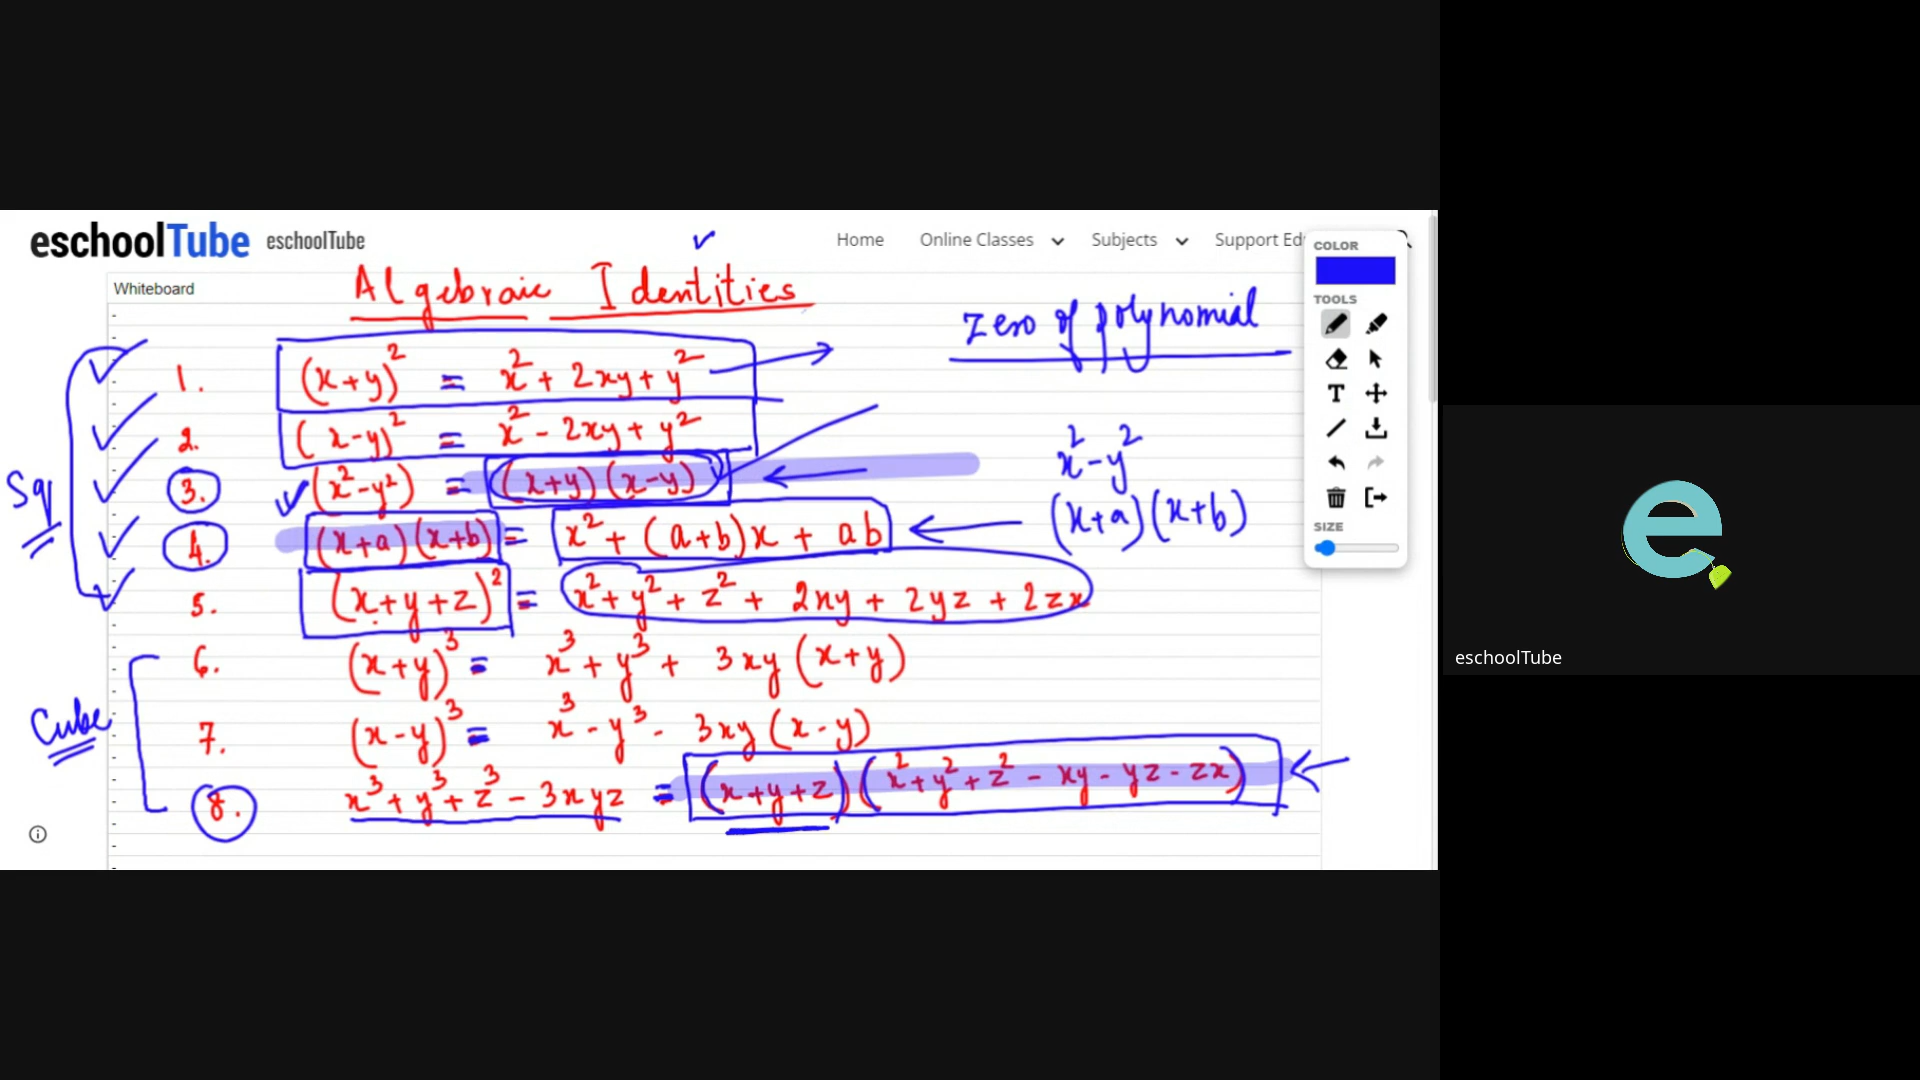 eschoolTube eschoolTube Home Online Classes Subjects Support Ed
COLOR
TOOLS
T
SIZE
Whiteboard
Algebraic Identities
Zero of polynomial
1. (x+y)² = x² + 2xy + y²
2. (x-y)² = x² - 2xy + y²
3. (x²-y²) = (x+y)(x-y)
x²-y²
4. (x+a)(x+b) = x² + (a+b)x + ab
(x+a)(x+b)
5. (x+y+z)² = x² + y² + z² + 2xy + 2yz + 2zx
Sq
6. (x+y)³ = x³ + y³ + 3xy (x+y)
7. (x-y)³ = x³ - y³ - 3xy (x-y)
8. x³ + y³ + z³ - 3xyz = (x+y+z)(x²+y²+z² - xy - yz - zx)
Cube
e
eschoolTube